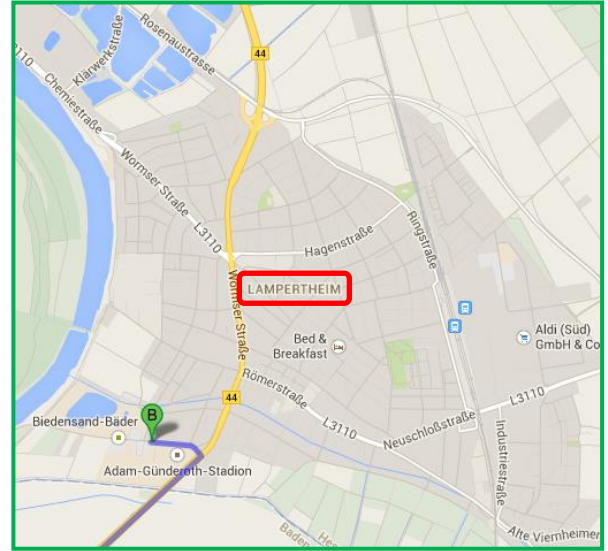 Rosenaustrasse
Klärwerkstraße
44
L3110
Chemiestraße
Wormser Straße
L3110
Ringstraße
Hagenstraße
LAMPERTHEIM
Wormser Straße
Bed &
Breakfast
Aldi (Süd)
GmbH & Co
Römerstraße
44
L3110
L3110
B
Biedensand-Bäder
Neuschloßstraße
Adam-Günderoth-Stadion
Industriestraße
Alte Viernheimer